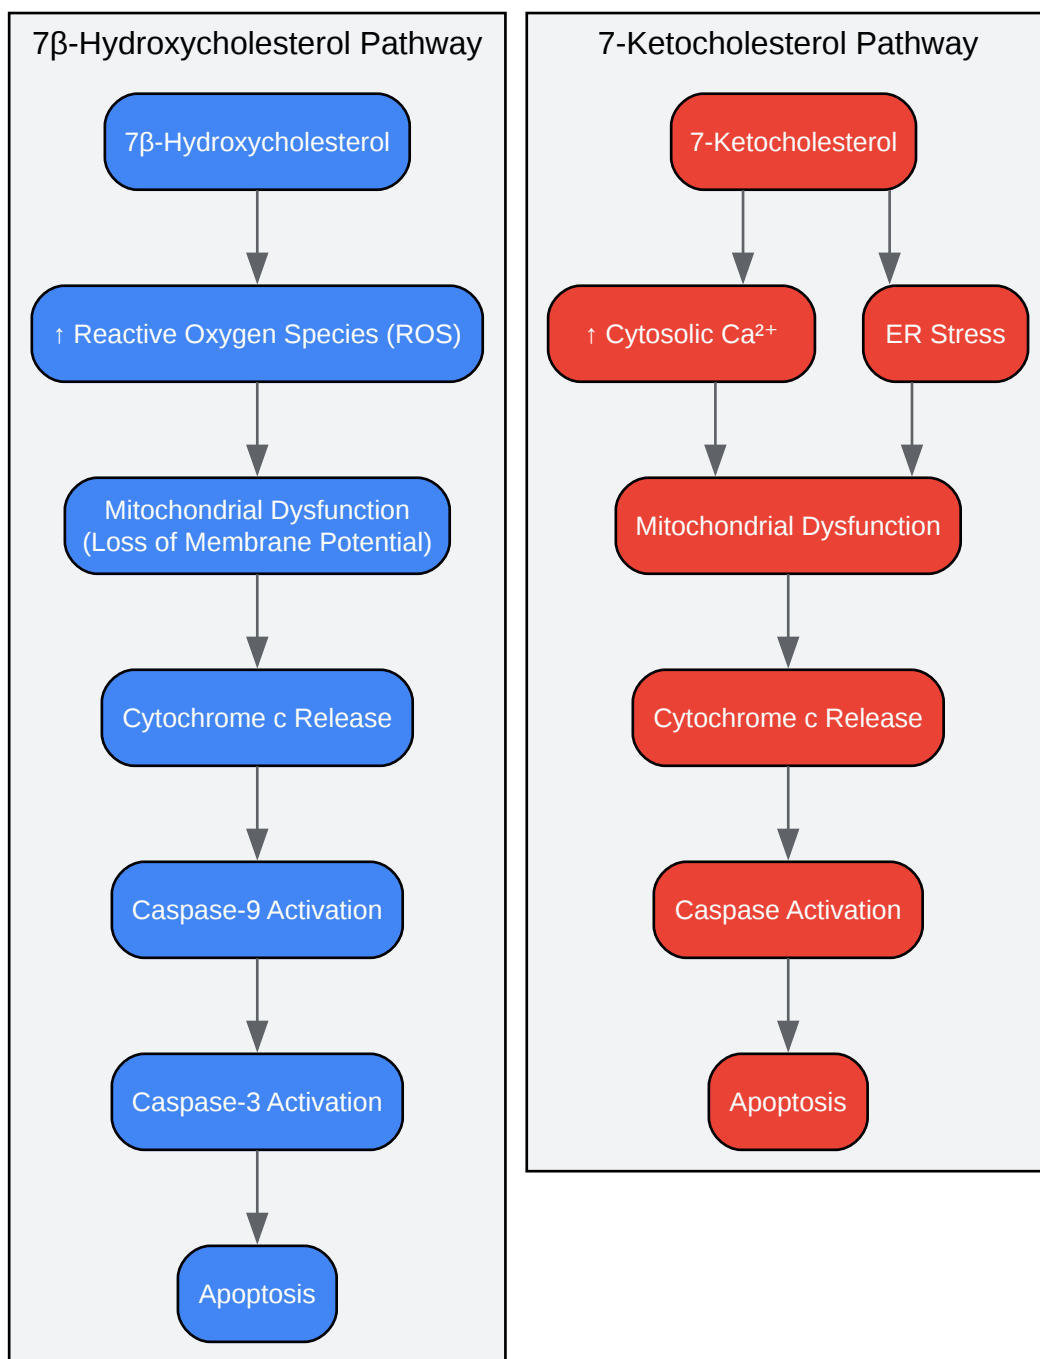 7β-Hydroxycholesterol Pathway
7β-Hydroxycholesterol
↑ Reactive Oxygen Species (ROS)
Mitochondrial Dysfunction
(Loss of Membrane Potential)
Cytochrome c Release
Caspase-9 Activation
Caspase-3 Activation
Apoptosis
7-Ketocholesterol Pathway
7-Ketocholesterol
↑ Cytosolic Ca²⁺
ER Stress
Mitochondrial Dysfunction
Cytochrome c Release
Caspase Activation
Apoptosis